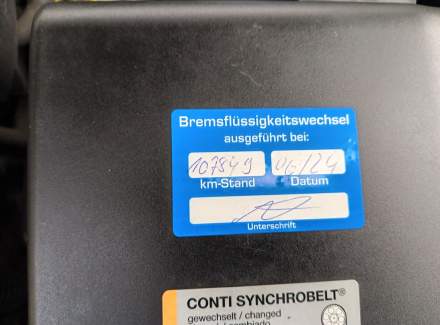 Bremsflüssigkeitswechsel
ausgeführt bei:
107849 06/24
km-Stand Datum
Unterschrift
CONTI SYNCHROBELT®
gewechselt / changed